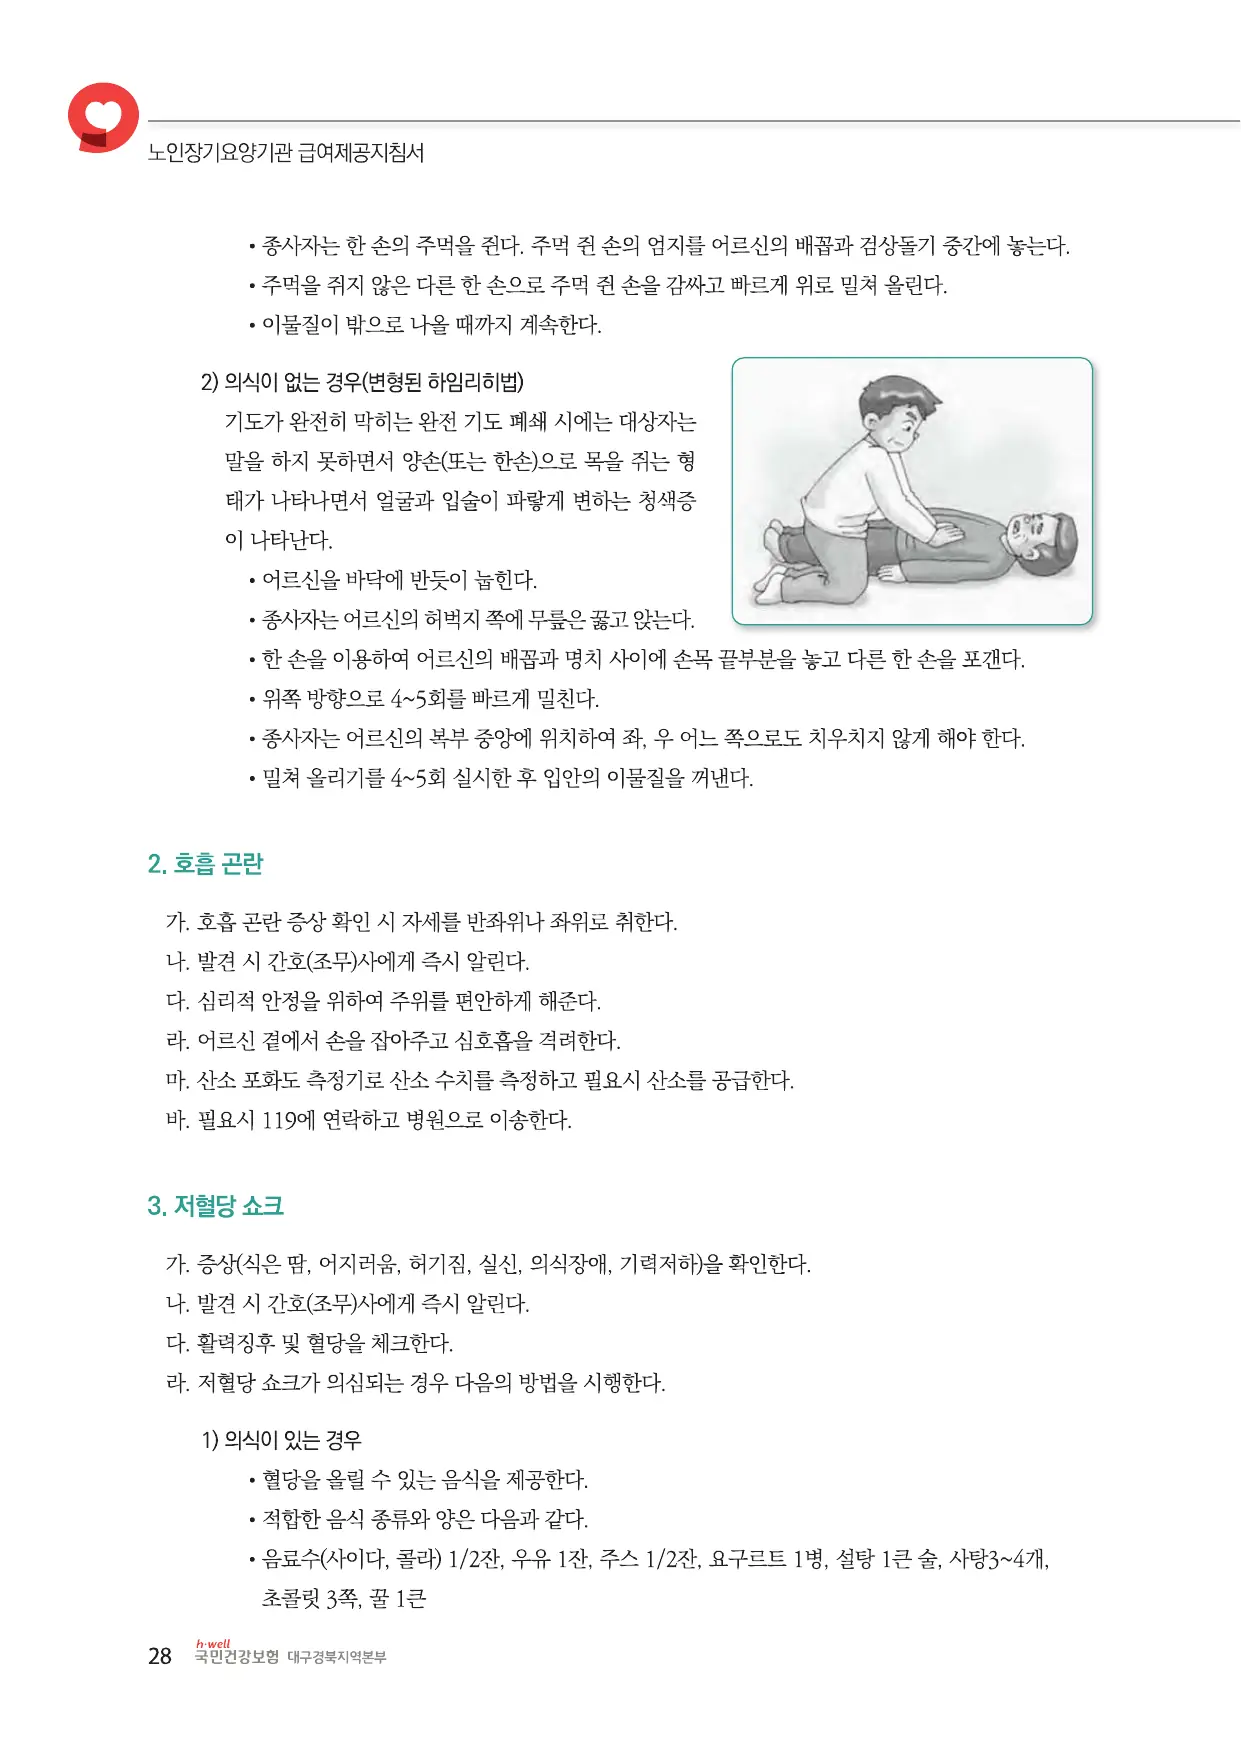 노인장기요양기관 급여제공지침서
• 종사자는 한 손의 주먹을 쥔다. 주먹 쥔 손의 엄지를 어르신의 배꼽과 검상돌기 중간에 놓는다.
• 주먹을 쥐지 않은 다른 한 손으로 주먹 쥔 손을 감싸고 빠르게 위로 밀쳐 올린다.
• 이물질이 밖으로 나올 때까지 계속한다.
2) 의식이 없는 경우(변형된 하임리히법)
기도가 완전히 막히는 완전 기도 폐쇄 시에는 대상자는
말을 하지 못하면서 양손(또는 한손)으로 목을 쥐는 형
태가 나타나면서 얼굴과 입술이 파랗게 변하는 청색증
이 나타난다.
• 어르신을 바닥에 반듯이 눕힌다.
• 종사자는 어르신의 허벅지 쪽에 무릎은 꿇고 앉는다.
• 한 손을 이용하여 어르신의 배꼽과 명치 사이에 손목 끝부분을 놓고 다른 한 손을 포갠다.
• 위쪽 방향으로 4~5회를 빠르게 밀친다.
• 종사자는 어르신의 복부 중앙에 위치하여 좌, 우 어느 쪽으로도 치우치지 않게 해야 한다.
• 밀쳐 올리기를 4~5회 실시한 후 입안의 이물질을 꺼낸다.
2. 호흡 곤란
가. 호흡 곤란 증상 확인 시 자세를 반좌위나 좌위로 취한다.
나. 발견 시 간호(조무)사에게 즉시 알린다.
다. 심리적 안정을 위하여 주위를 편안하게 해준다.
라. 어르신 곁에서 손을 잡아주고 심호흡을 격려한다.
마. 산소 포화도 측정기로 산소 수치를 측정하고 필요시 산소를 공급한다.
바. 필요시 119에 연락하고 병원으로 이송한다.
3. 저혈당 쇼크
가. 증상(식은 땀, 어지러움, 허기짐, 실신, 의식장애, 기력저하)을 확인한다.
나. 발견 시 간호(조무)사에게 즉시 알린다.
다. 활력징후 및 혈당을 체크한다.
라. 저혈당 쇼크가 의심되는 경우 다음의 방법을 시행한다.
1) 의식이 있는 경우
• 혈당을 올릴 수 있는 음식을 제공한다.
• 적합한 음식 종류와 양은 다음과 같다.
• 음료수(사이다, 콜라) 1/2잔, 우유 1잔, 주스 1/2잔, 요구르트 1병, 설탕 1큰 술, 사탕3~4개,
초콜릿 3쪽, 꿀 1큰
28 h·well 국민건강보험 대구경북지역본부